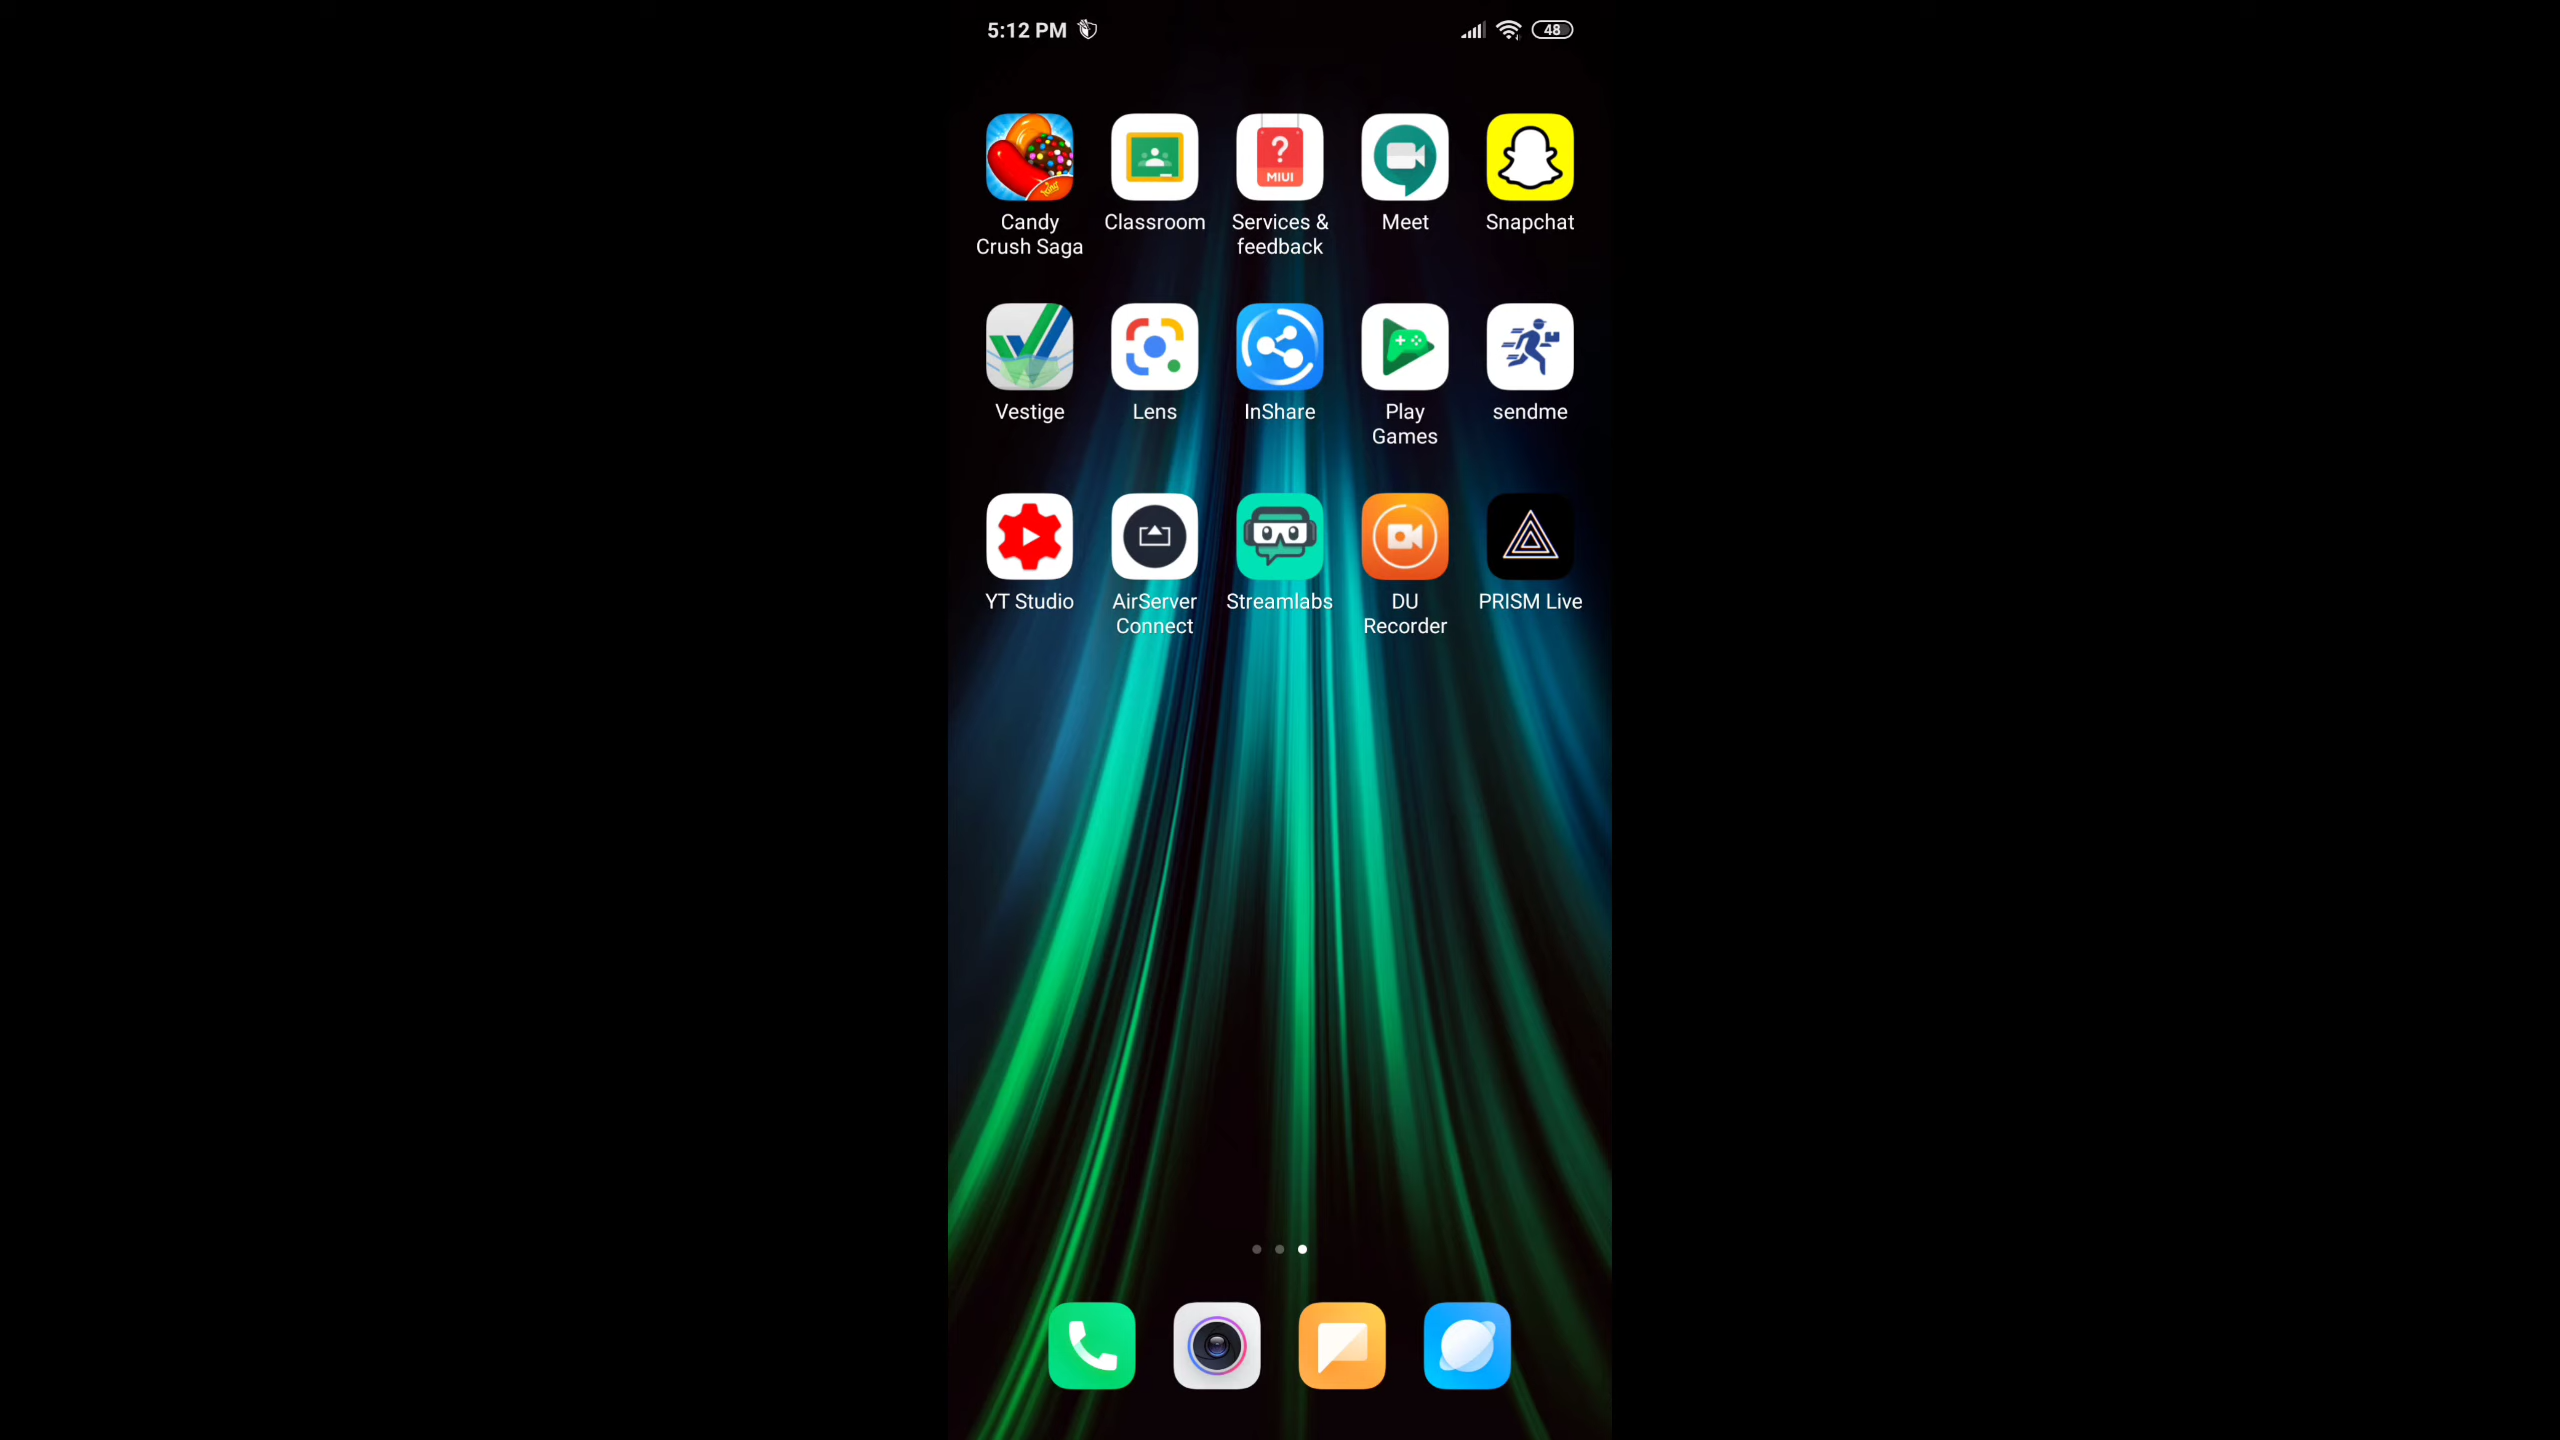 5:12 PM
48
king
MIUI
Candy
Crush Saga
Classroom
Services &
feedback
Meet
Snapchat
Vestige
Lens
InShare
Play
Games
sendme
YT Studio
AirServer
Connect
Streamlabs
DU
Recorder
PRISM Live